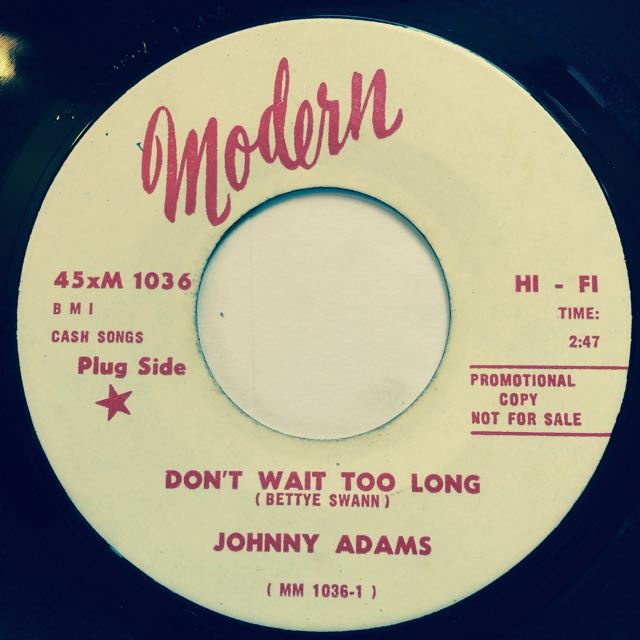 Modern
45xM 1036
B M I
CASH SONGS
Plug Side
HI - FI
TIME:
2:47
PROMOTIONAL
COPY
NOT FOR SALE
DON'T WAIT TOO LONG
( BETTYE SWANN )
JOHNNY ADAMS
( MM 1036-1 )